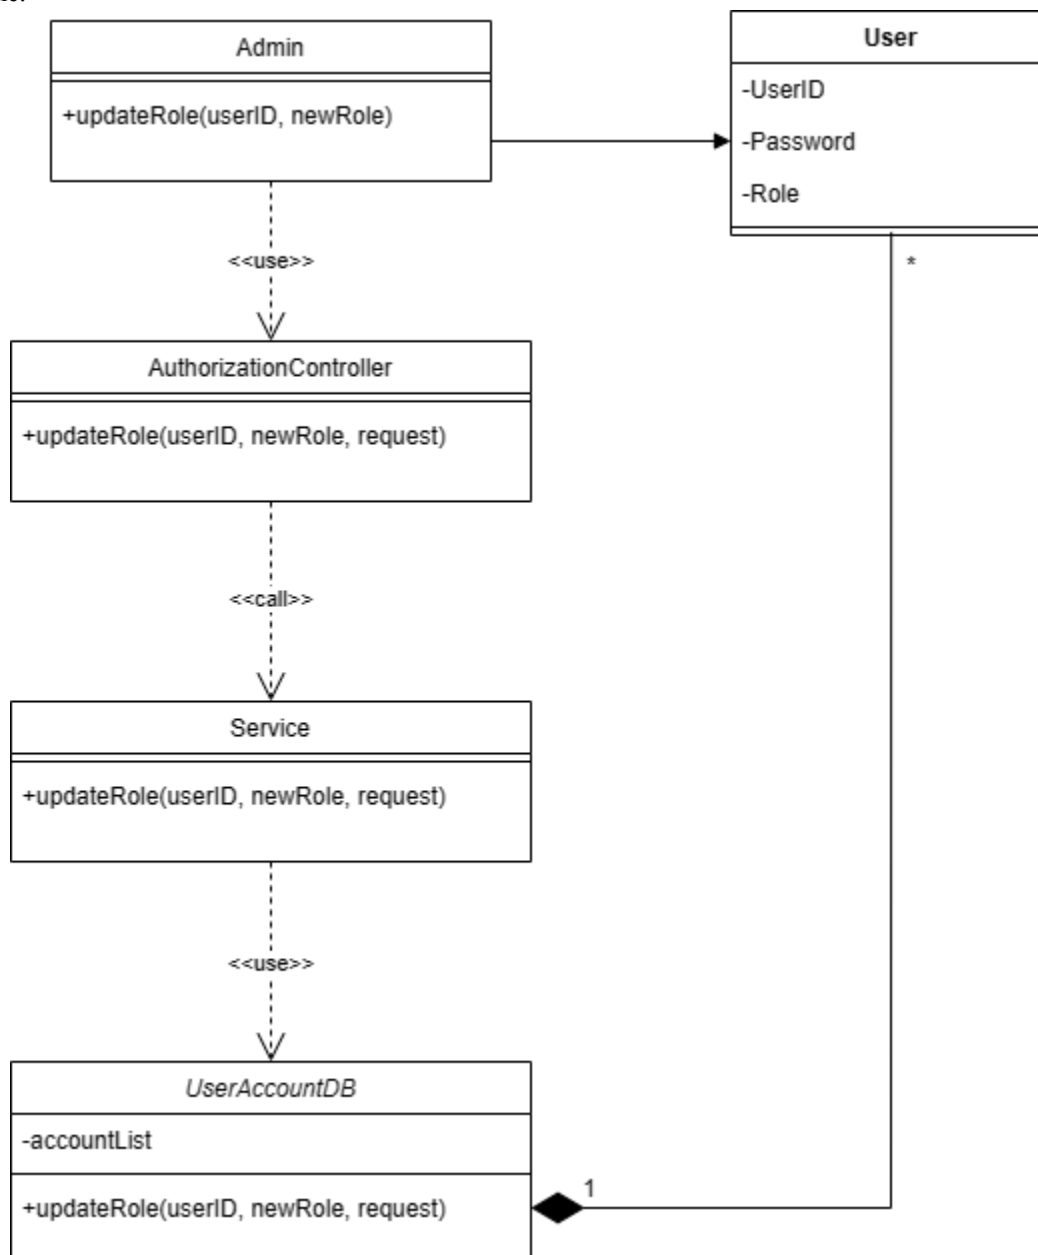 Admin
+updateRole(userID, newRole)
User
-UserID
-Password
-Role
<<use>>
*
AuthorizationController
+updateRole(userID, newRole, request)
<<call>>
Service
+updateRole(userID, newRole, request)
<<use>>
UserAccountDB
-accountList
+updateRole(userID, newRole, request)
1